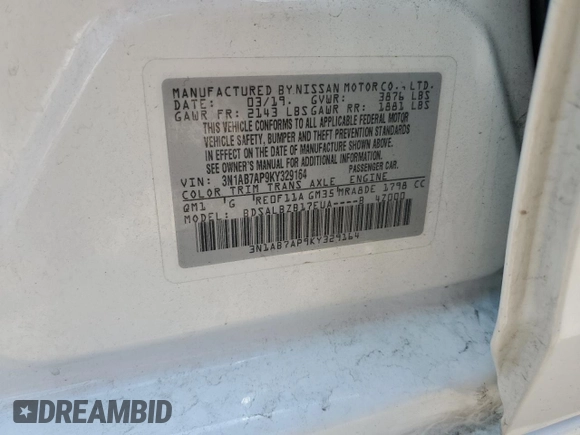 MANUFACTURED BY NISSAN MOTOR CO., LTD.
DATE: 03/19. GVWR: 3876 LBS
GAWR FR: 2143 LBS GAWR RR: 1881 LBS
THIS VEHICLE CONFORMS TO ALL APPLICABLE FEDERAL MOTOR
VEHICLE SAFETY, BUMPER AND THEFT PREVENTION STANDARDS
IN EFFECT ON THE DATE OF MANUFACTURE SHOWN ABOVE.
SEE OWNER'S MANUAL FOR ADDITIONAL INFORMATION.
VIN: 3N1AB7AP9KY329164 PASSENGER CAR.
COLOR TRIM TRANS AXLE ENGINE
QM1 G RE0F11A GM35 MRA8DE 1798 CC
MODEL: BDSALBZB17EUA----B 4Z000
3N1AB7AP9KY329164
DREAMBID